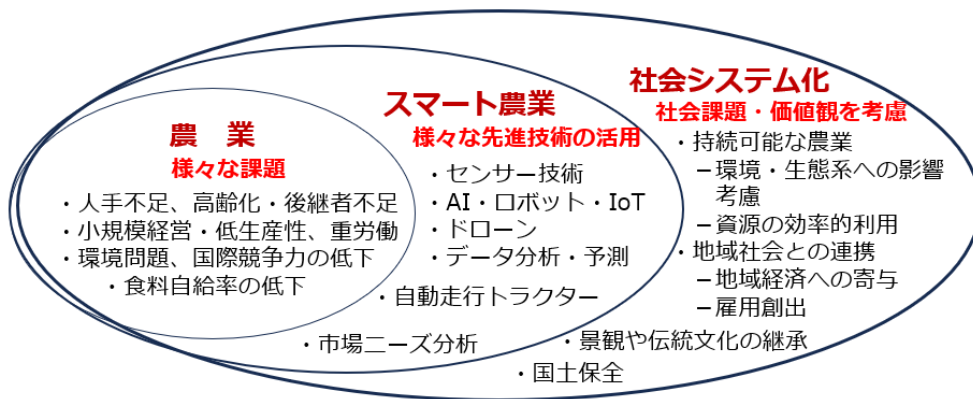 農　業
様々な課題
・人手不足、高齢化・後継者不足
・小規模経営・低生産性、重労働
・環境問題、国際競争力の低下
・食料自給率の低下
スマート農業
様々な先進技術の活用
・センサー技術
・AI・ロボット・IoT
・ドローン
・データ分析・予測
・自動走行トラクター
・市場ニーズ分析
社会システム化
社会課題・価値観を考慮
・持続可能な農業
－環境・生態系への影響
考慮
－資源の効率的利用
・地域社会との連携
－地域経済への寄与
－雇用創出
・景観や伝統文化の継承
・国土保全